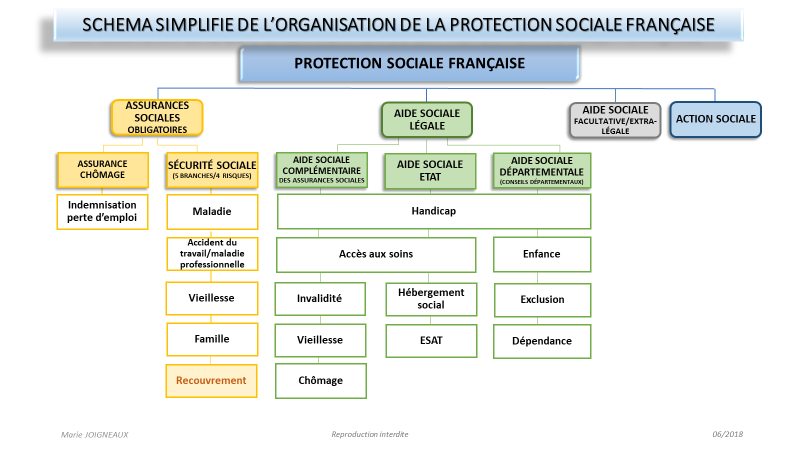 SCHEMA SIMPLIFIE DE L'ORGANISATION DE LA PROTECTION SOCIALE FRANÇAISE
PROTECTION SOCIALE FRANÇAISE
ASSURANCES
SOCIALES
OBLIGATOIRES
AIDE SOCIALE
LÉGALE
AIDE SOCIALE
FACULTATIVE/EXTRA-
LÉGALE
ACTION SOCIALE
ASSURANCE
CHÔMAGE
SÉCURITÉ SOCIALE
(5 BRANCHES/4 RISQUES)
AIDE SOCIALE
COMPLÉMENTAIRE
DES ASSURANCES SOCIALES
AIDE SOCIALE
ETAT
AIDE SOCIALE
DÉPARTEMENTALE
(CONSEILS DÉPARTEMENTAUX)
Indemnisation
perte d'emploi
Maladie
Handicap
Accident du
travail/maladie
professionnelle
Accès aux soins
Enfance
Vieillesse
Invalidité
Hébergement
social
Exclusion
Famille
Vieillesse
ESAT
Dépendance
Recouvrement
Chômage
Marie JOIGNEAUX
Reproduction interdite
06/2018